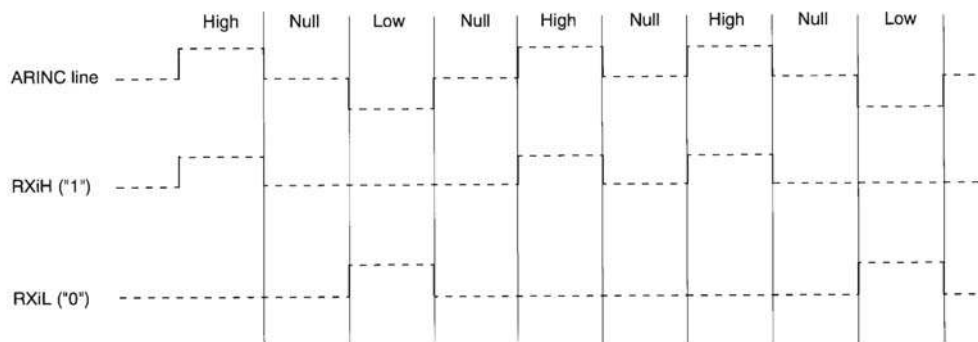 High Null Low Null High Null High Null Low
ARINC line
RXiH ("1")
RXiL ("0")